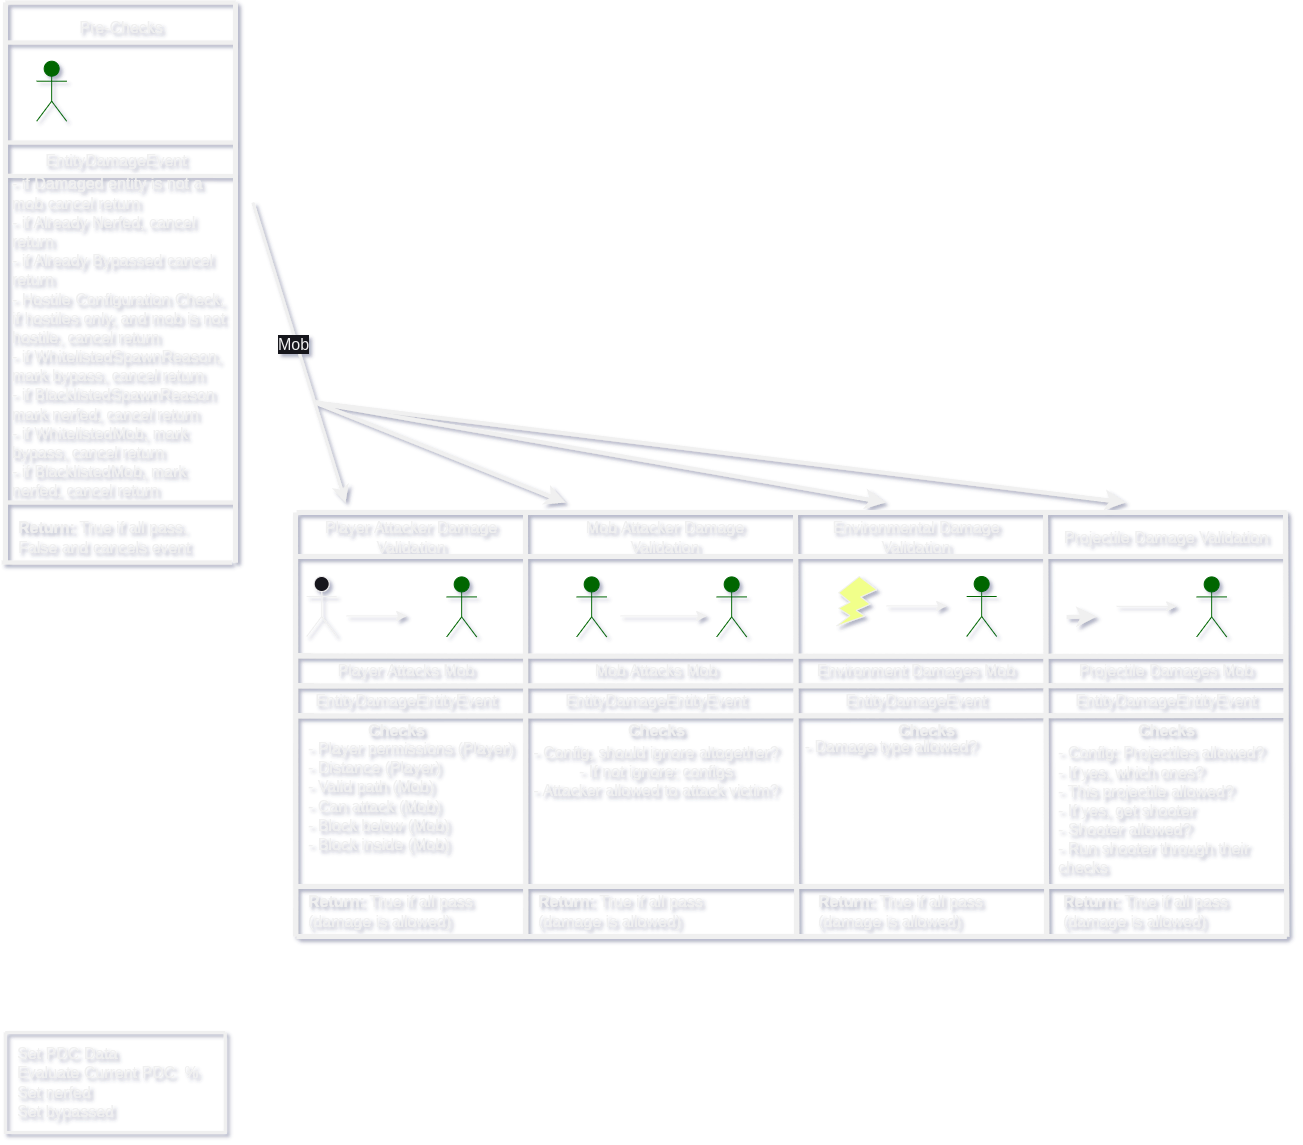 Pre-Checks
EntityDamageEvent
- If Damaged entity is not a
mob cancel return
- If Already Nerfed, cancel
return
- If Already Bypassed cancel
return
- Hostile Configuration Check,
if hostiles only, and mob is not
hostile, cancel return
- If WhitelistedSpawnReason,
mark bypass, cancel return
- If BlacklistedSpawnReason
mark nerfed, cancel return
- If WhitelistedMob, mark
bypass, cancel return
- If BlacklistedMob, mark
nerfed, cancel return
Return: True if all pass.
False and cancels event
Mob
Player Attacker Damage
Validation
Player Attacks Mob
EntityDamageEntityEvent
Checks
- Player permissions (Player)
- Distance (Player)
- Valid path (Mob)
- Can attack (Mob)
- Block below (Mob)
- Block inside (Mob)
Return: True if all pass
(damage is allowed)
Mob Attacker Damage
Validation
Mob Attacks Mob
EntityDamageEntityEvent
Checks
- Config, should ignore altogether?
- If not ignore: configs
- Attacker allowed to attack victim?
Return: True if all pass
(damage is allowed)
Environmental Damage
Validation
Environment Damages Mob
EntityDamageEvent
Checks
- Damage type allowed?
Return: True if all pass
(damage is allowed)
Projectile Damage Validation
Projectile Damages Mob
EntityDamageEntityEvent
Checks
- Config: Projectiles allowed?
- If yes, which ones?
- This projectile allowed?
- If yes, get shooter
- Shooter allowed?
- Run shooter through their
checks
Return: True if all pass
(damage is allowed)
Set PDC Data
Evaluate Current PDC %
Set nerfed
Set bypassed